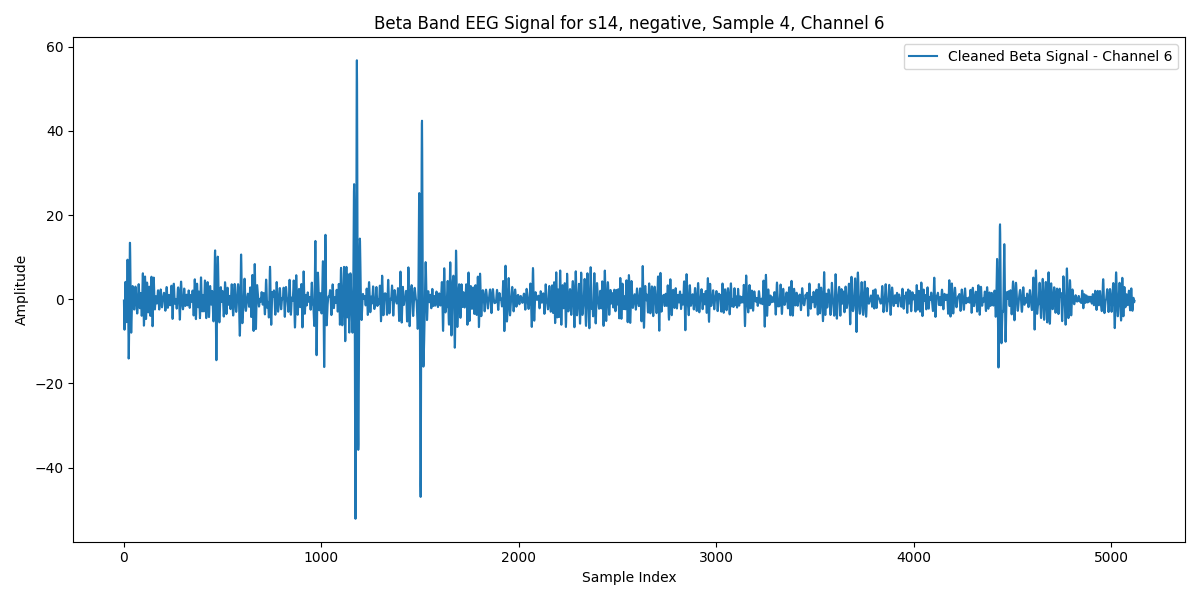 Beta Band EEG Signal for s14, negative, Sample 4, Channel 6
Cleaned Beta Signal - Channel 6
Amplitude
60
40
20
0
−20
−40
0 1000 2000 3000 4000 5000
Sample Index